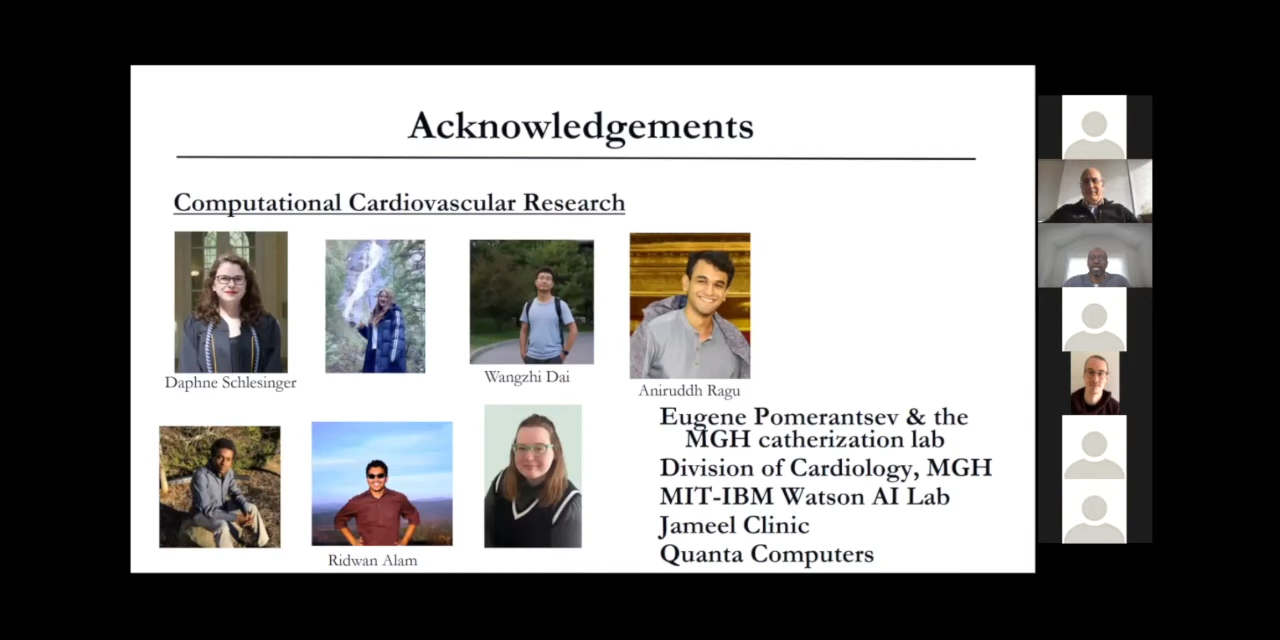 Acknowledgements
Computational Cardiovascular Research
Daphne Schlesinger
Wangzhi Dai
Aniruddh Ragu
Ridwan Alam
Eugene Pomerantsev & the
MGH catherization lab
Division of Cardiology, MGH
MIT-IBM Watson AI Lab
Jameel Clinic
Quanta Computers